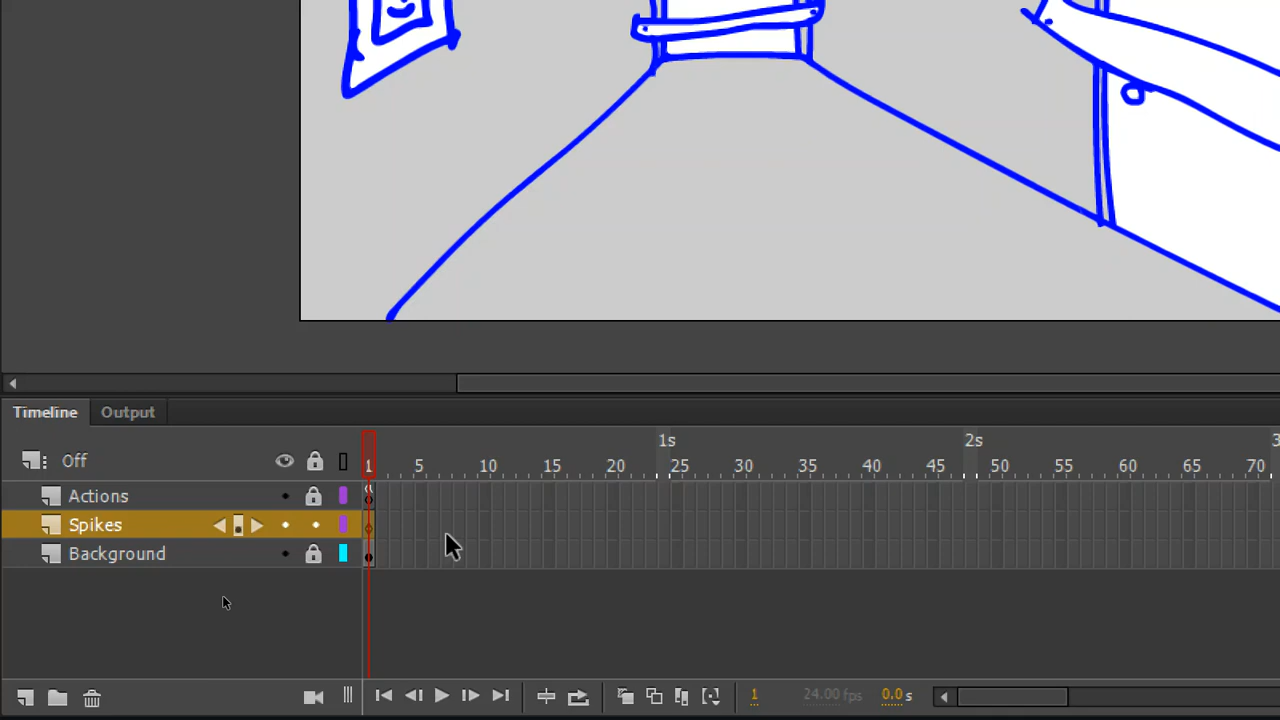 Timeline Output
1s 2s 3
Off 1 5 10 15 20 25 30 35 40 45 50 55 60 65 70
Actions
Spikes
Background
1 24.00 fps 0.0 s